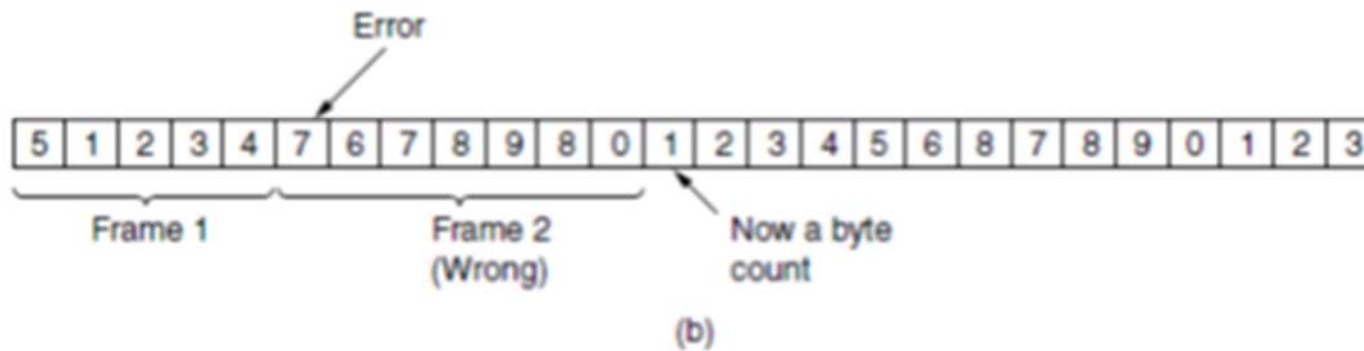 Error
5 1 2 3 4 7 6 7 8 9 8 0 1 2 3 4 5 6 8 7 8 9 0 1 2 3
Frame 1
Frame 2
(Wrong)
Now a byte
count
(b)